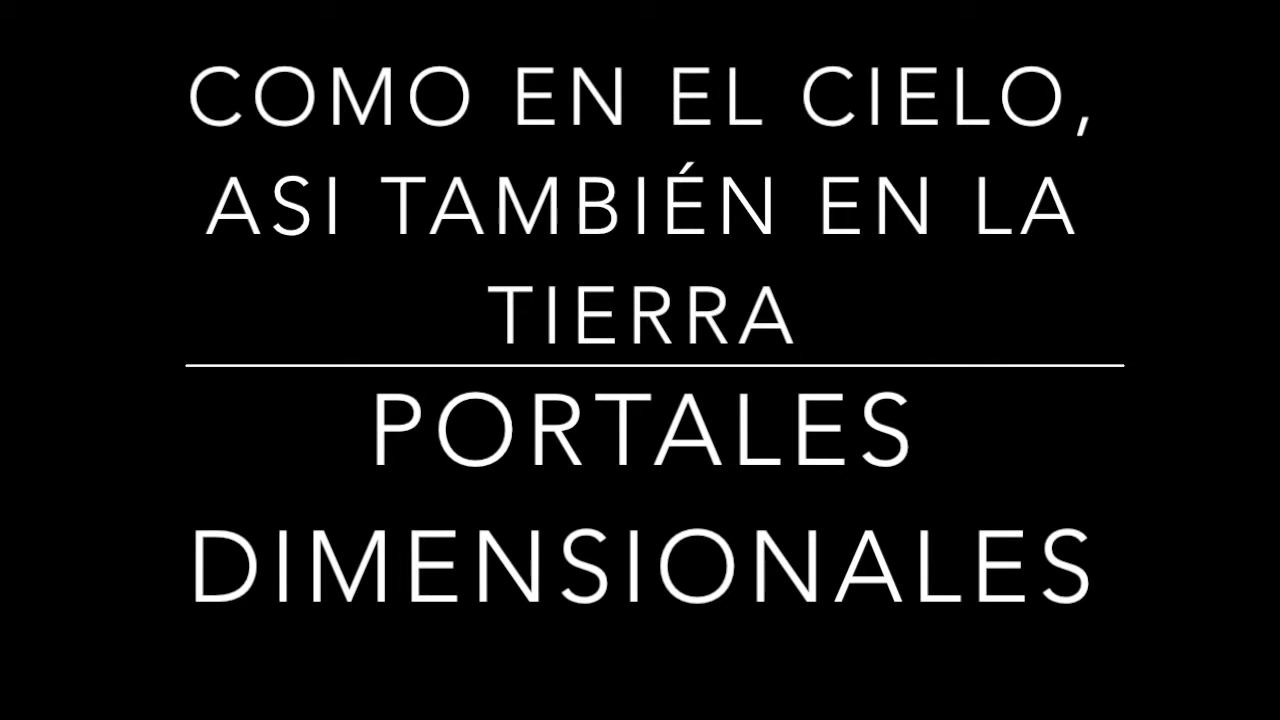 COMO EN EL CIELO,
ASI TAMBIÉN EN LA
TIERRA
PORTALES
DIMENSIONALES